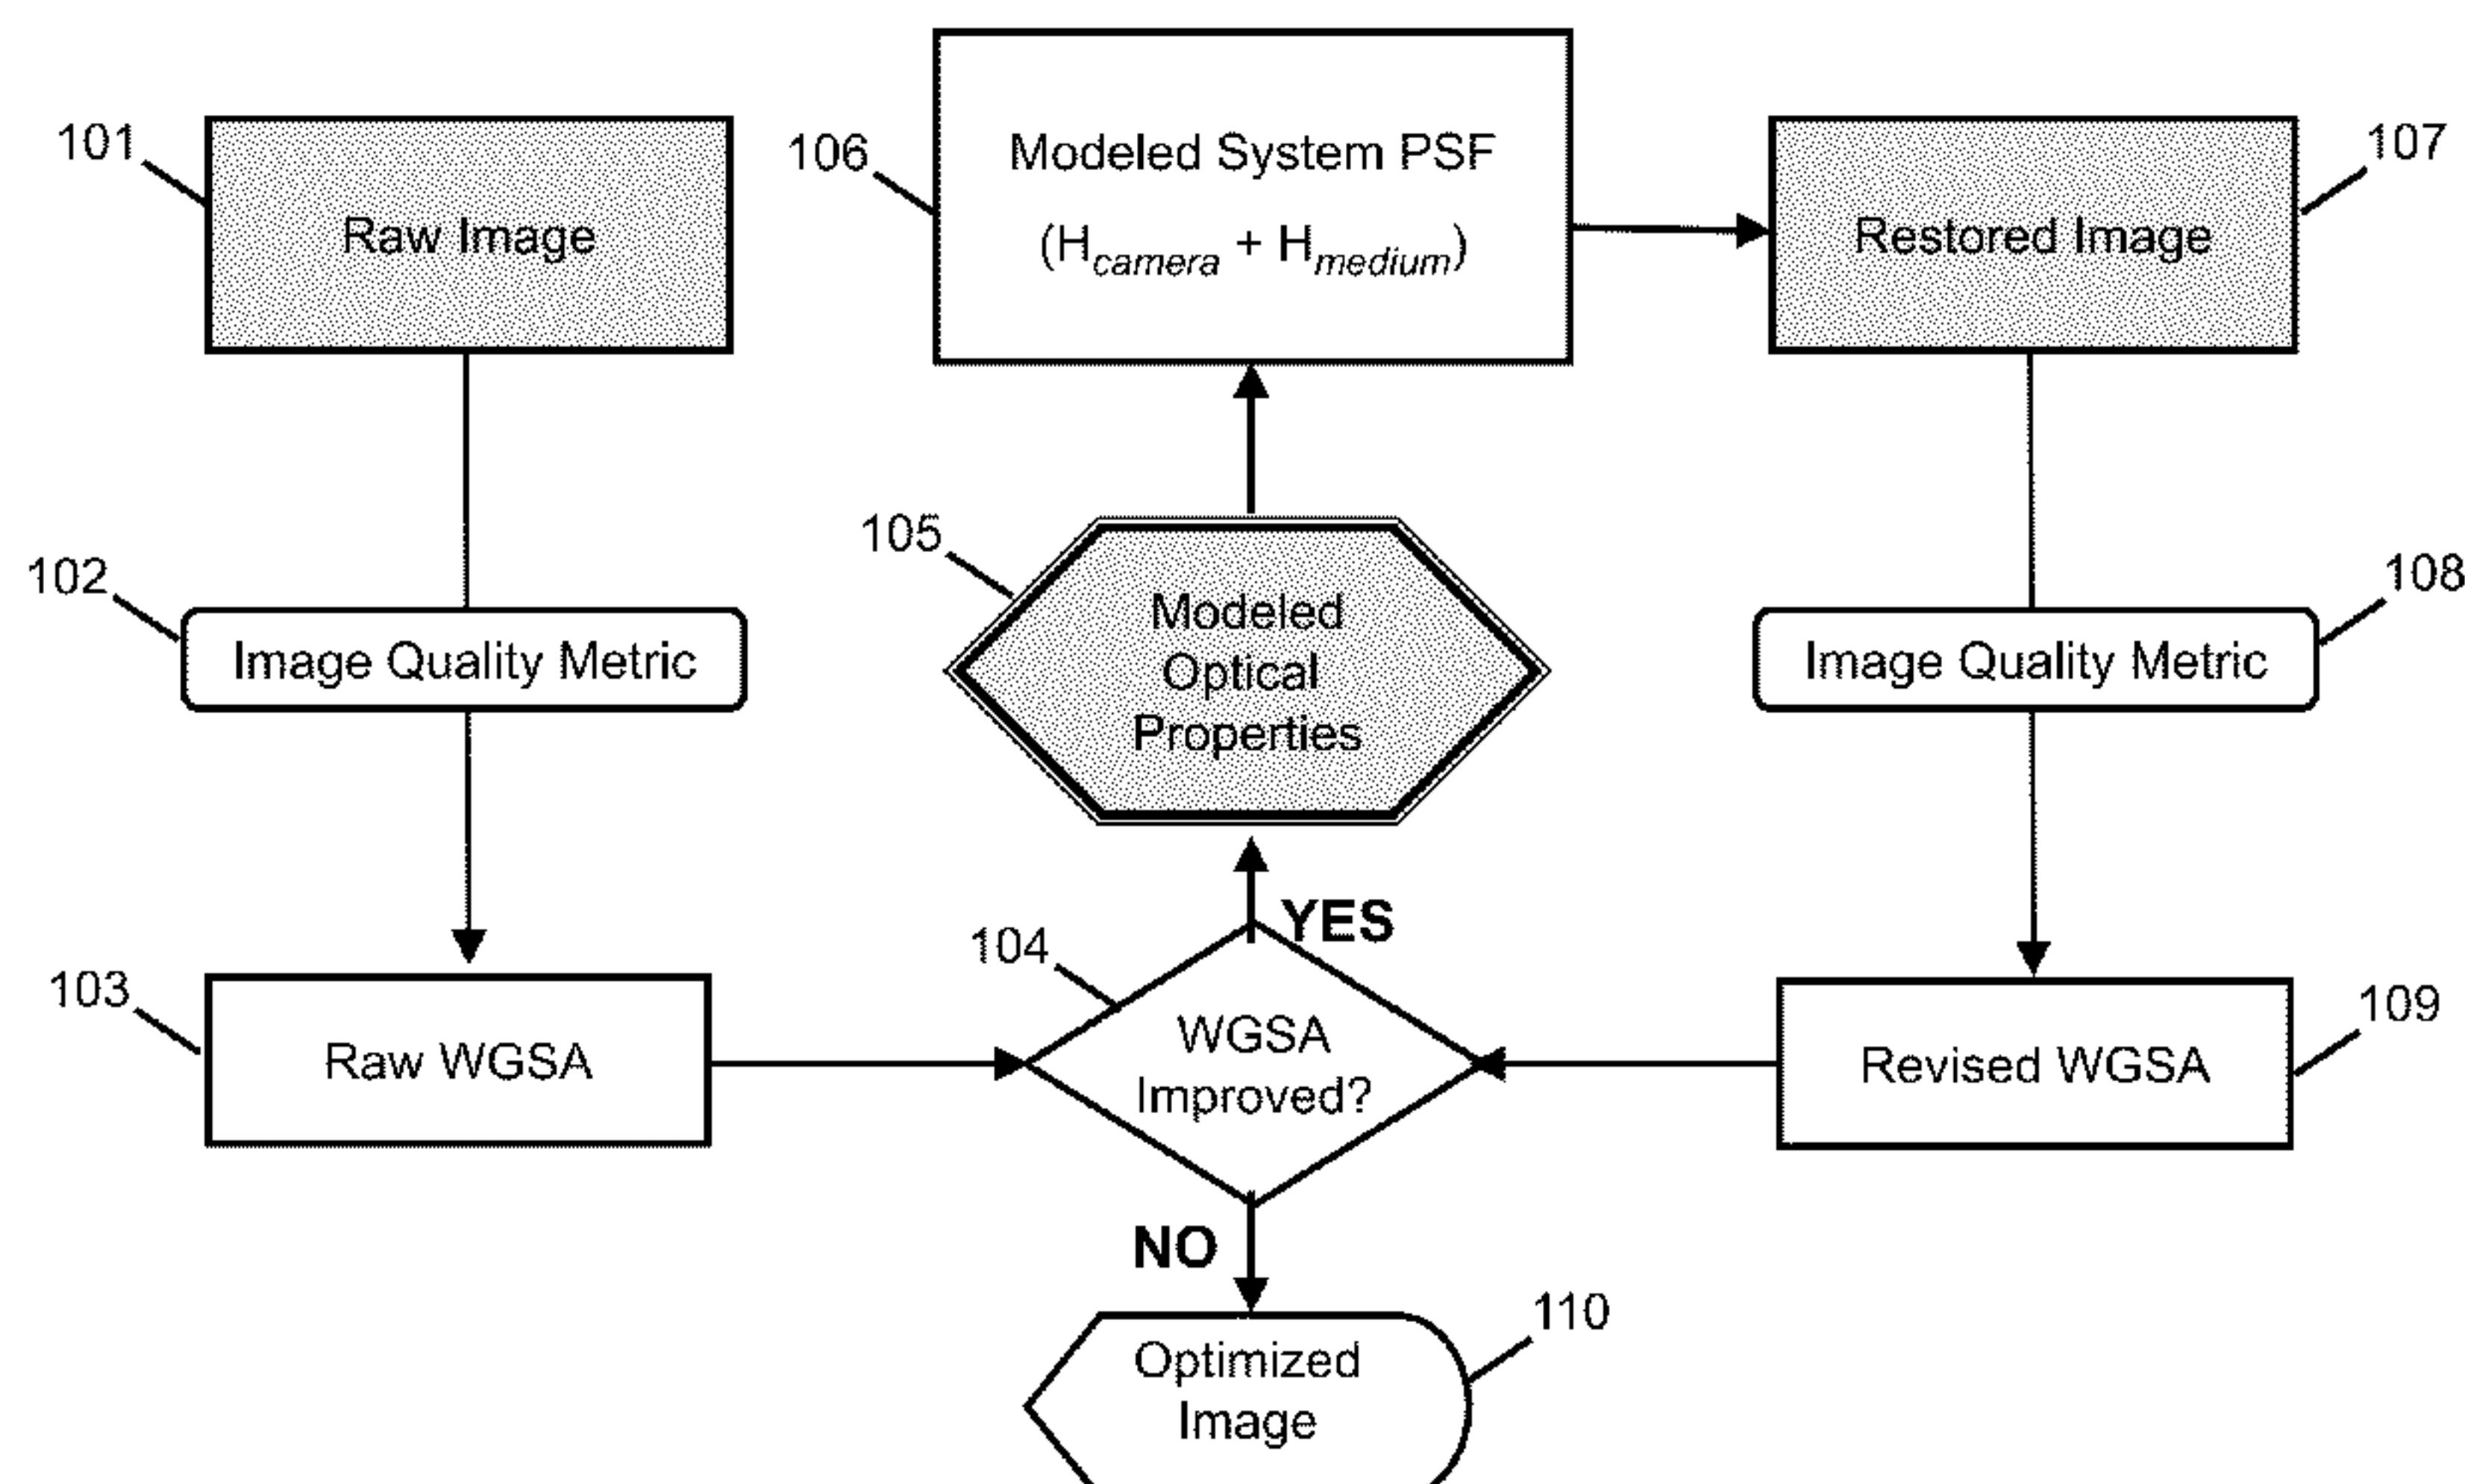 101
Raw Image
102
Image Quality Metric
103
Raw WGSA
106
Modeled System PSF
(H_camera + H_medium)
105
Modeled
Optical
Properties
YES
104
WGSA
Improved?
NO
110
Optimized
Image
107
Restored Image
108
Image Quality Metric
109
Revised WGSA